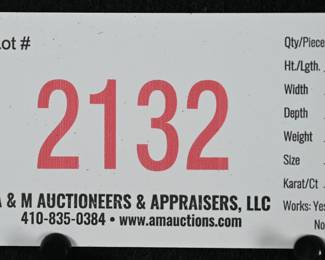 Lot #
2132
A & M AUCTIONEERS & APPRAISERS, LLC
410-835-0384 • www.amauctions.com
Qty/Piece
Ht./Lgth.
Width
Depth
Weight
Size
Karat/Ct
Works: Yes
No